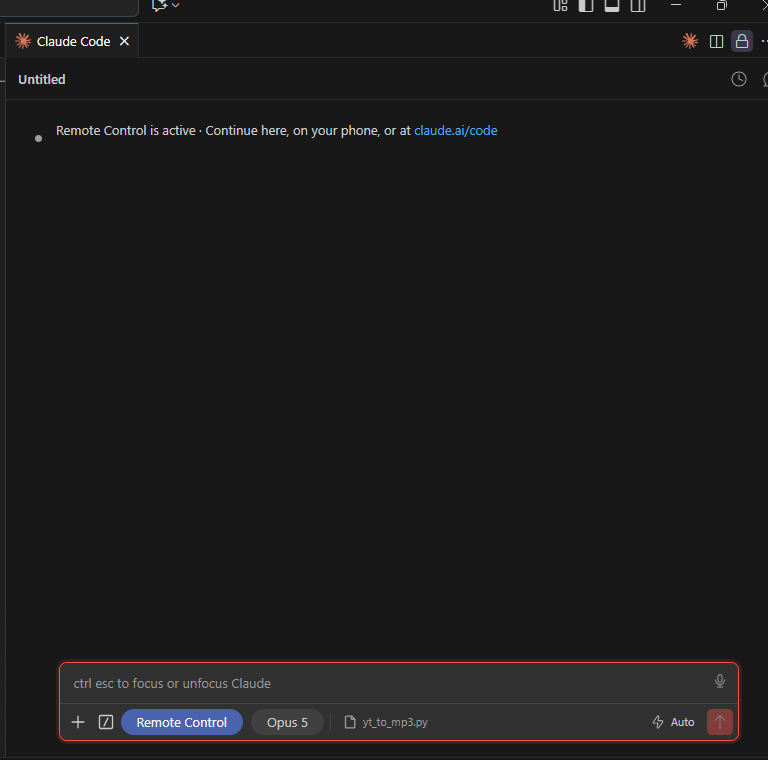 Claude Code
Untitled
Remote Control is active · Continue here, on your phone, or at claude.ai/code
ctrl esc to focus or unfocus Claude
Remote Control
Opus 5
yt_to_mp3.py
Auto